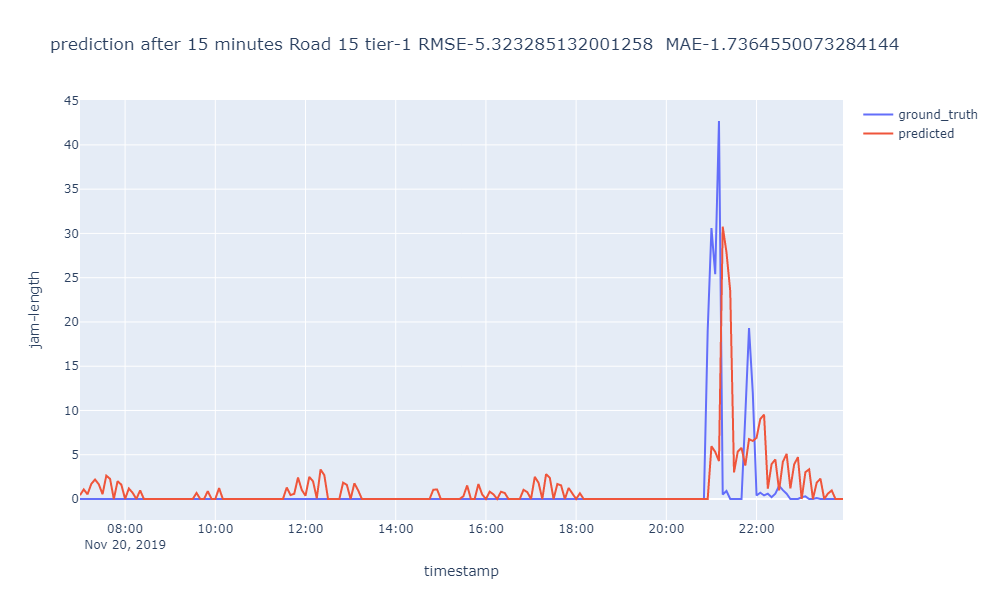 prediction after 15 minutes Road 15 tier-1 RMSE-5.323285132001258  MAE-1.7364550073284144
ground_truth
predicted
45
40
35
30
25
20
15
10
5
0
jam-length
08:00 10:00 12:00 14:00 16:00 18:00 20:00 22:00
Nov 20, 2019
timestamp